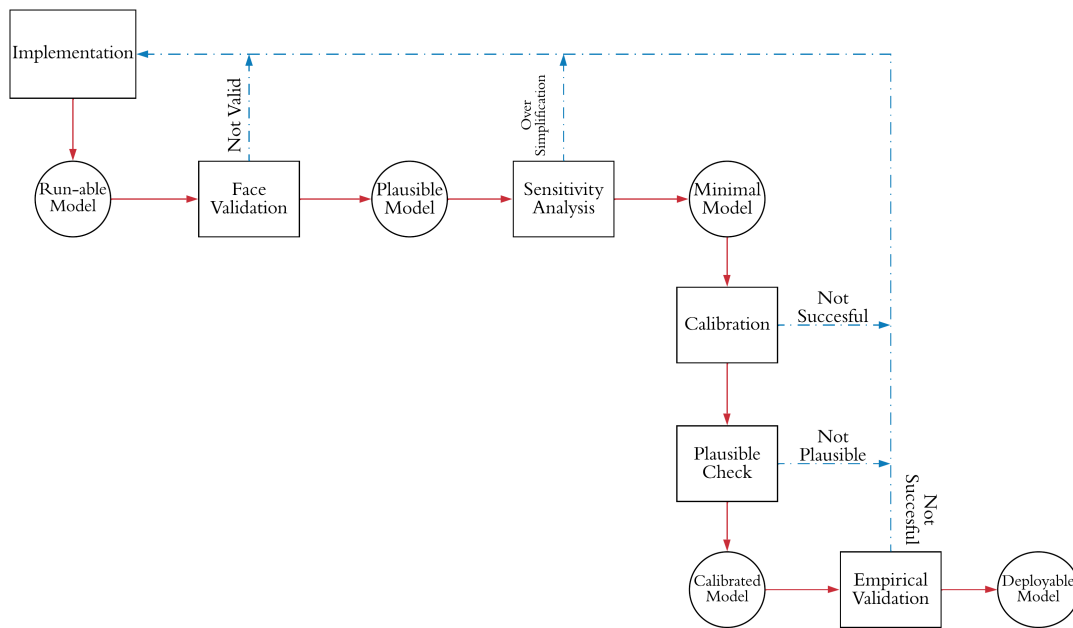 Implementation
Not Valid
Over
Simplification
Run-able
Model
Face
Validation
Plausible
Model
Sensitivity
Analysis
Minimal
Model
Calibration
Not
Succesful
Plausible
Check
Not
Plausible
Not
Succesful
Calibrated
Model
Empirical
Validation
Deployable
Model